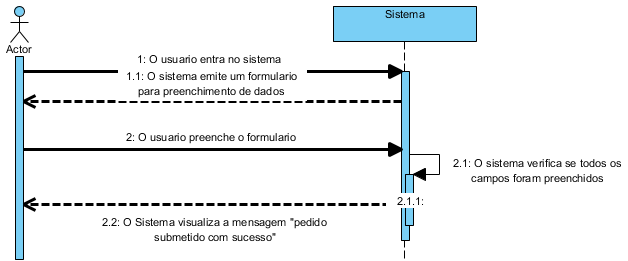 Sistema
Actor
1: O usuario entra no sistema
1.1: O sistema emite um formulario
para preenchimento de dados
2: O usuario preenche o formulario
2.1: O sistema verifica se todos os
campos foram preenchidos
2.1.1:
2.2: O Sistema visualiza a mensagem "pedido
submetido com sucesso"